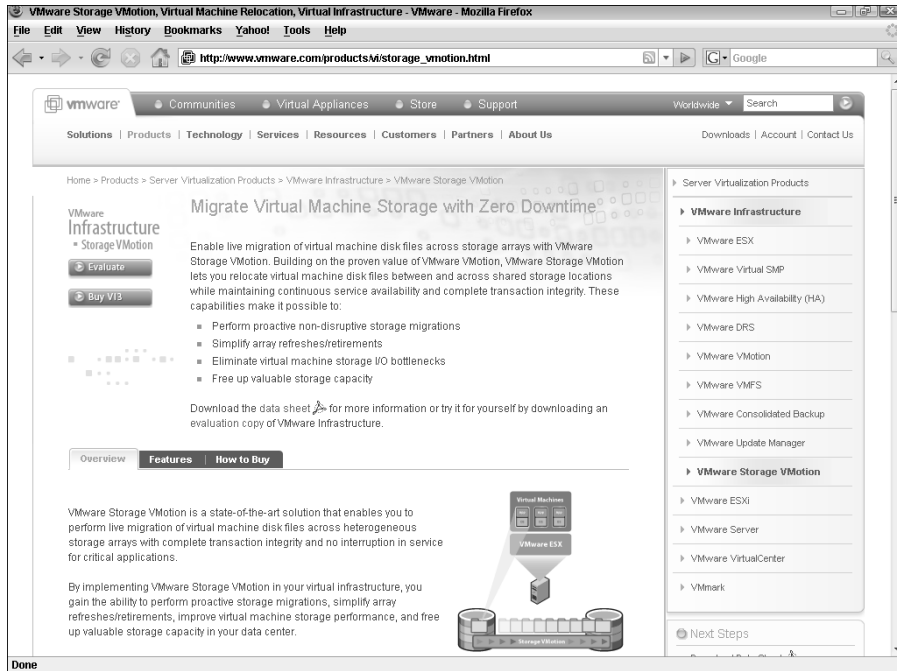 VMware Storage VMotion, Virtual Machine Relocation, Virtual Infrastructure - VMware - Mozilla Firefox
File Edit View History Bookmarks Yahoo! Tools Help
http://www.vmware.com/products/vi/storage_vmotion.html
G Google
vmware
Communities Virtual Appliances Store Support
Worldwide Search
Solutions | Products | Technology | Services | Resources | Customers | Partners | About Us
Downloads | Account | Contact Us
Home > Products > Server Virtualization Products > VMware Infrastructure > VMware Storage VMotion
VMware
Infrastructure
Storage VMotion
Evaluate
Buy VI3
Migrate Virtual Machine Storage with Zero Downtime
Enable live migration of virtual machine disk files across storage arrays with VMware
Storage VMotion. Building on the proven value of VMware VMotion, VMware Storage VMotion
lets you relocate virtual machine disk files between and across shared storage locations
while maintaining continuous service availability and complete transaction integrity. These
capabilities make it possible to:
Perform proactive non-disruptive storage migrations
Simplify array refreshes/retirements
Eliminate virtual machine storage I/O bottlenecks
Free up valuable storage capacity
Download the data sheet for more information or try it for yourself by downloading an
evaluation copy of VMware Infrastructure.
Overview Features | How to Buy
VMware Storage VMotion is a state-of-the-art solution that enables you to
perform live migration of virtual machine disk files across heterogeneous
storage arrays with complete transaction integrity and no interruption in service
for critical applications.
By implementing VMware Storage VMotion in your virtual infrastructure, you
gain the ability to perform proactive storage migrations, simplify array
refreshes/retirements, improve virtual machine storage performance, and free
up valuable storage capacity in your data center.
Virtual Machines
VMware ESX
Storage VMotion
Server Virtualization Products
VMware Infrastructure
VMware ESX
VMware Virtual SMP
VMware High Availability (HA)
VMware DRS
VMware VMotion
VMware VMFS
VMware Consolidated Backup
VMware Update Manager
VMware Storage VMotion
VMware ESXi
VMware Server
VMware VirtualCenter
VMmark
Next Steps
Done